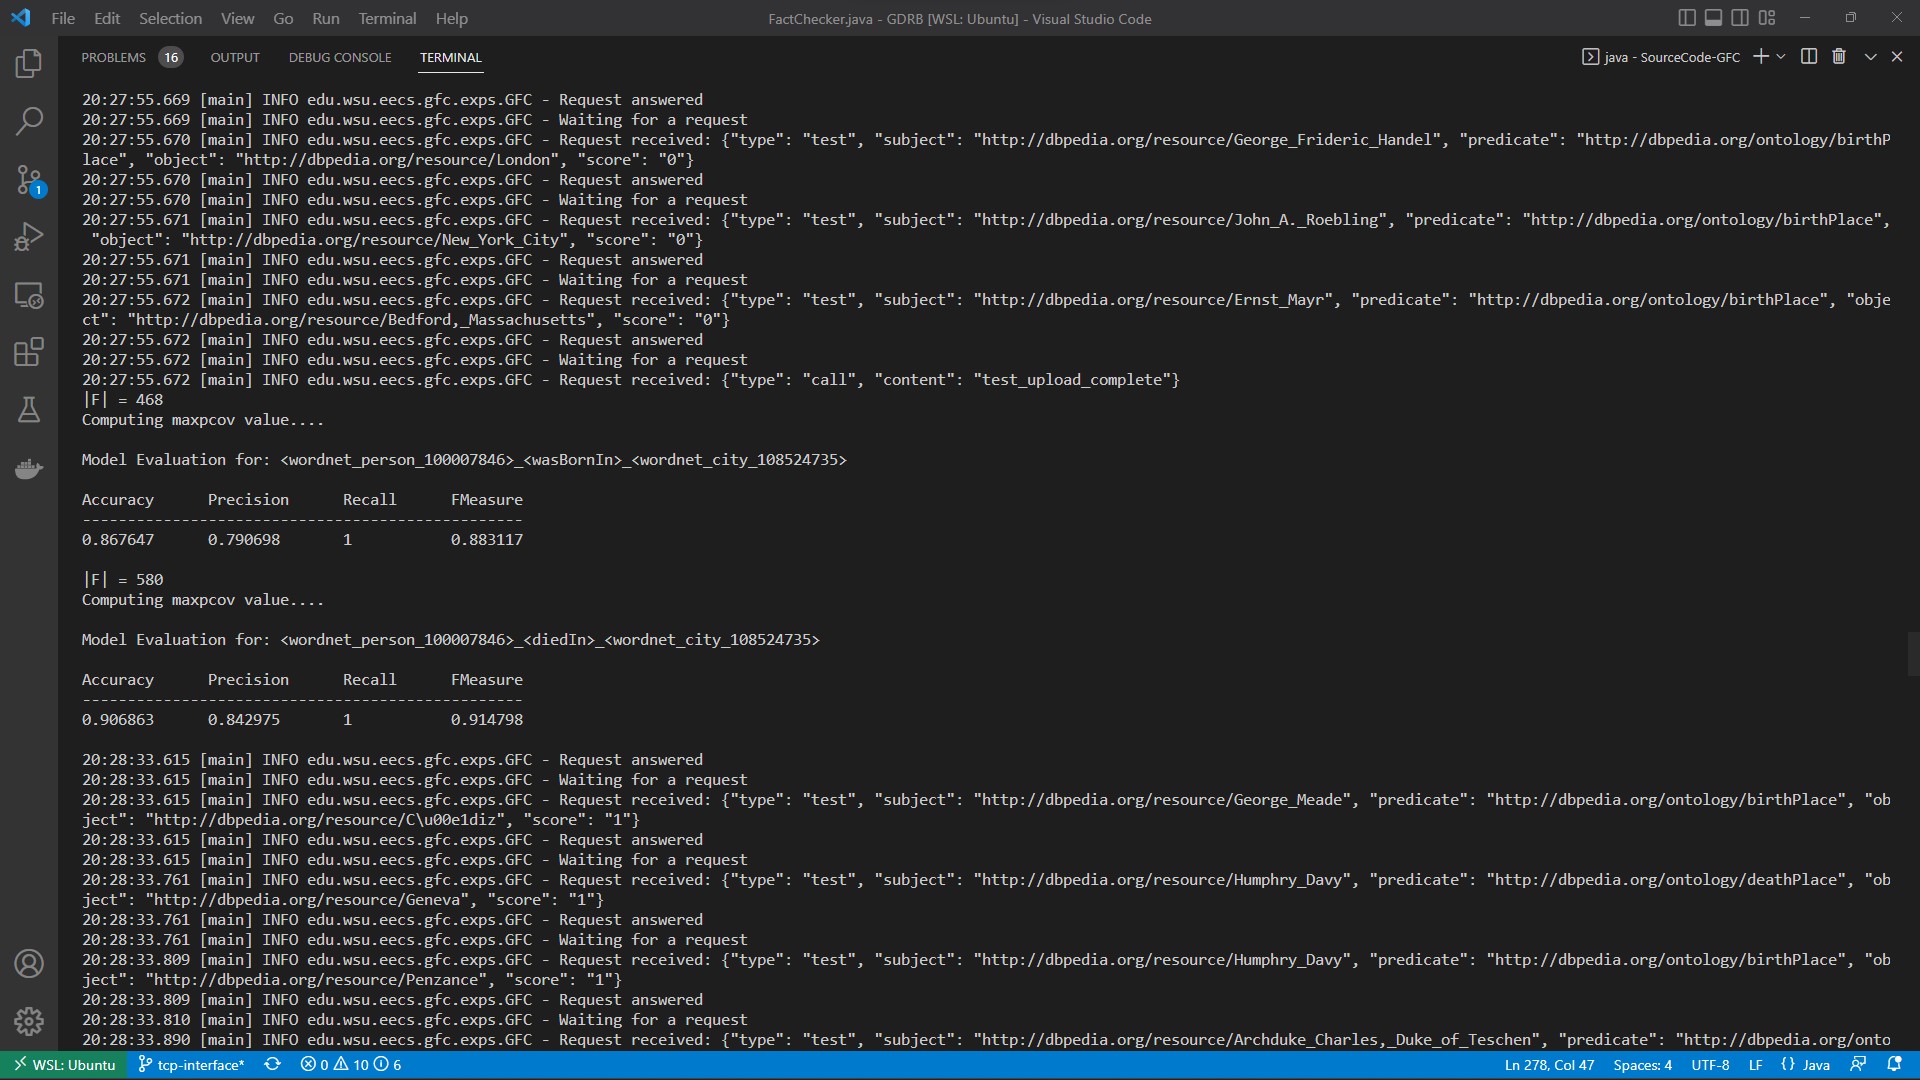 File Edit Selection View Go Run Terminal Help
FactChecker.java - GDRB [WSL: Ubuntu] - Visual Studio Code
PROBLEMS 16 OUTPUT DEBUG CONSOLE TERMINAL
java - SourceCode-GFC
20:27:55.669 [main] INFO edu.wsu.eecs.gfc.exps.GFC - Request answered
20:27:55.669 [main] INFO edu.wsu.eecs.gfc.exps.GFC - Waiting for a request
20:27:55.670 [main] INFO edu.wsu.eecs.gfc.exps.GFC - Request received: {"type": "test", "subject": "http://dbpedia.org/resource/George_Frideric_Handel", "predicate": "http://dbpedia.org/ontology/birthP
lace", "object": "http://dbpedia.org/resource/London", "score": "0"}
20:27:55.670 [main] INFO edu.wsu.eecs.gfc.exps.GFC - Request answered
20:27:55.670 [main] INFO edu.wsu.eecs.gfc.exps.GFC - Waiting for a request
20:27:55.671 [main] INFO edu.wsu.eecs.gfc.exps.GFC - Request received: {"type": "test", "subject": "http://dbpedia.org/resource/John_A._Roebling", "predicate": "http://dbpedia.org/ontology/birthPlace",
"object": "http://dbpedia.org/resource/New_York_City", "score": "0"}
20:27:55.671 [main] INFO edu.wsu.eecs.gfc.exps.GFC - Request answered
20:27:55.671 [main] INFO edu.wsu.eecs.gfc.exps.GFC - Waiting for a request
20:27:55.672 [main] INFO edu.wsu.eecs.gfc.exps.GFC - Request received: {"type": "test", "subject": "http://dbpedia.org/resource/Ernst_Mayr", "predicate": "http://dbpedia.org/ontology/birthPlace", "obje
ct": "http://dbpedia.org/resource/Bedford,_Massachusetts", "score": "0"}
20:27:55.672 [main] INFO edu.wsu.eecs.gfc.exps.GFC - Request answered
20:27:55.672 [main] INFO edu.wsu.eecs.gfc.exps.GFC - Waiting for a request
20:27:55.672 [main] INFO edu.wsu.eecs.gfc.exps.GFC - Request received: {"type": "call", "content": "test_upload_complete"}
|F| = 468
Computing maxpcov value....
Model Evaluation for: <wordnet_person_100007846>_<wasBornIn>_<wordnet_city_108524735>
Accuracy Precision Recall FMeasure
-------------------------------------------------
0.867647 0.790698 1 0.883117
|F| = 580
Computing maxpcov value....
Model Evaluation for: <wordnet_person_100007846>_<diedIn>_<wordnet_city_108524735>
Accuracy Precision Recall FMeasure
-------------------------------------------------
0.906863 0.842975 1 0.914798
20:28:33.615 [main] INFO edu.wsu.eecs.gfc.exps.GFC - Request answered
20:28:33.615 [main] INFO edu.wsu.eecs.gfc.exps.GFC - Waiting for a request
20:28:33.615 [main] INFO edu.wsu.eecs.gfc.exps.GFC - Request received: {"type": "test", "subject": "http://dbpedia.org/resource/George_Meade", "predicate": "http://dbpedia.org/ontology/birthPlace", "ob
ject": "http://dbpedia.org/resource/C\u00e1diz", "score": "1"}
20:28:33.615 [main] INFO edu.wsu.eecs.gfc.exps.GFC - Request answered
20:28:33.615 [main] INFO edu.wsu.eecs.gfc.exps.GFC - Waiting for a request
20:28:33.761 [main] INFO edu.wsu.eecs.gfc.exps.GFC - Request received: {"type": "test", "subject": "http://dbpedia.org/resource/Humphry_Davy", "predicate": "http://dbpedia.org/ontology/deathPlace", "ob
ject": "http://dbpedia.org/resource/Geneva", "score": "1"}
20:28:33.761 [main] INFO edu.wsu.eecs.gfc.exps.GFC - Request answered
20:28:33.761 [main] INFO edu.wsu.eecs.gfc.exps.GFC - Waiting for a request
20:28:33.809 [main] INFO edu.wsu.eecs.gfc.exps.GFC - Request received: {"type": "test", "subject": "http://dbpedia.org/resource/Humphry_Davy", "predicate": "http://dbpedia.org/ontology/birthPlace", "ob
ject": "http://dbpedia.org/resource/Penzance", "score": "1"}
20:28:33.809 [main] INFO edu.wsu.eecs.gfc.exps.GFC - Request answered
20:28:33.810 [main] INFO edu.wsu.eecs.gfc.exps.GFC - Waiting for a request
20:28:33.890 [main] INFO edu.wsu.eecs.gfc.exps.GFC - Request received: {"type": "test", "subject": "http://dbpedia.org/resource/Archduke_Charles,_Duke_of_Teschen", "predicate": "http://dbpedia.org/onto
1
WSL: Ubuntu tcp-interface* 0 10 6 Ln 278, Col 47 Spaces: 4 UTF-8 LF {} Java